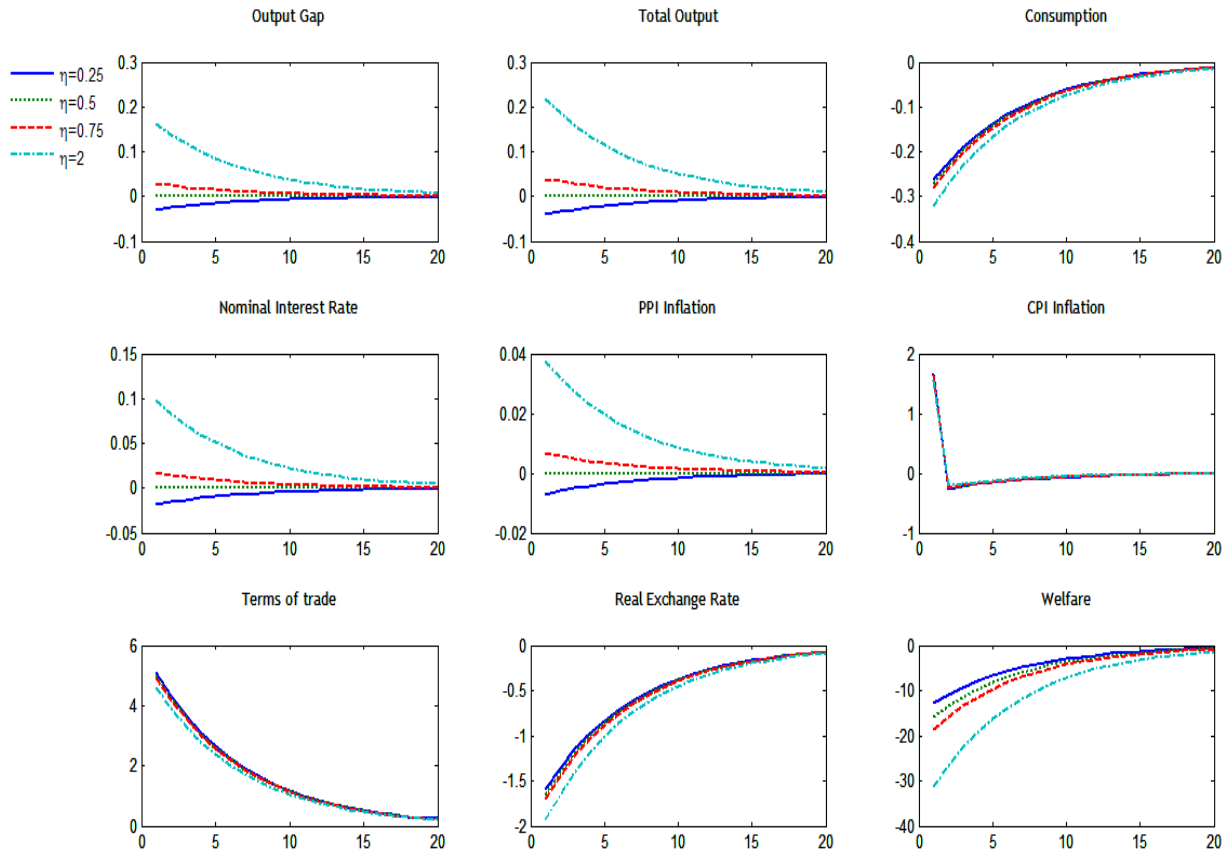 Output Gap
Total Output
Consumption
η=0.25
η=0.5
η=0.75
η=2
0.3
0.2
0.1
0
-0.1
0 5 10 15 20
0.3
0.2
0.1
0
-0.1
0 5 10 15 20
0
-0.1
-0.2
-0.3
-0.4
0 5 10 15 20
Nominal Interest Rate
PPI Inflation
CPI Inflation
0.15
0.1
0.05
0
-0.05
0 5 10 15 20
0.04
0.02
0
-0.02
0 5 10 15 20
2
1
0
-1
0 5 10 15 20
Terms of trade
Real Exchange Rate
Welfare
6
4
2
0
0 5 10 15 20
0
-0.5
-1
-1.5
-2
0 5 10 15 20
0
-10
-20
-30
-40
0 5 10 15 20